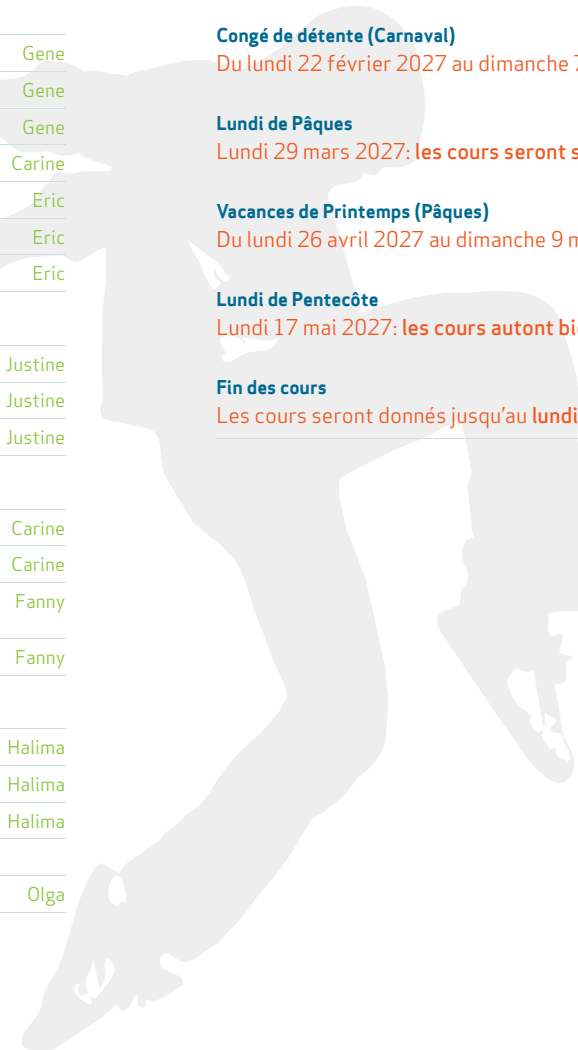 Gene
Gene
Gene
Carine
Eric
Eric
Eric
Justine
Justine
Justine
Carine
Carine
Fanny
Fanny
Halima
Halima
Halima
Olga
Congé de détente (Carnaval)
Du lundi 22 février 2027 au dimanche
Lundi de Pâques
Lundi 29 mars 2027: les cours seront
Vacances de Printemps (Pâques)
Du lundi 26 avril 2027 au dimanche 9
Lundi de Pentecôte
Lundi 17 mai 2027: les cours autont
Fin des cours
Les cours seront donnés jusqu'au lundi